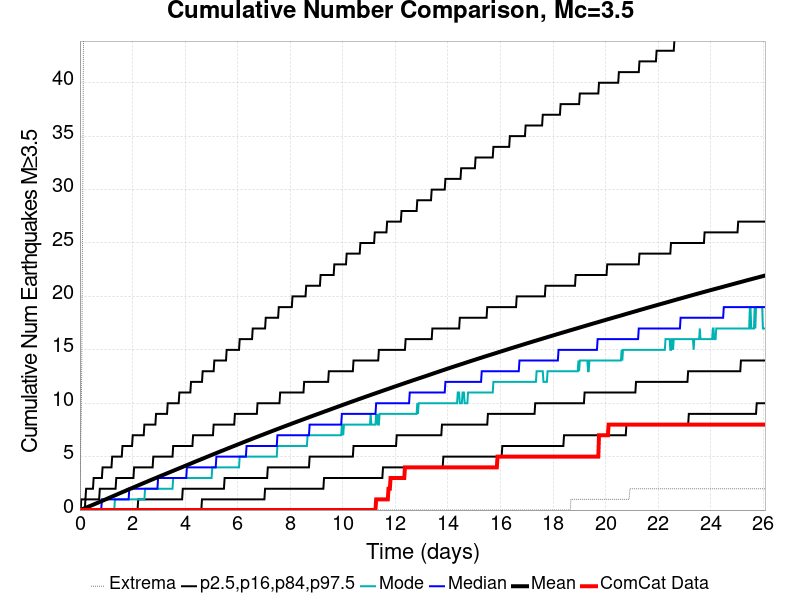 Cumulative Number Comparison, Mc=3.5
Cumulative Num Earthquakes M≥3.5
40
35
30
25
20
15
10
5
0
0 2 4 6 8 10 12 14 16 18 20 22 24 26
Time (days)
Extrema p2.5,p16,p84,p97.5 Mode Median Mean ComCat Data